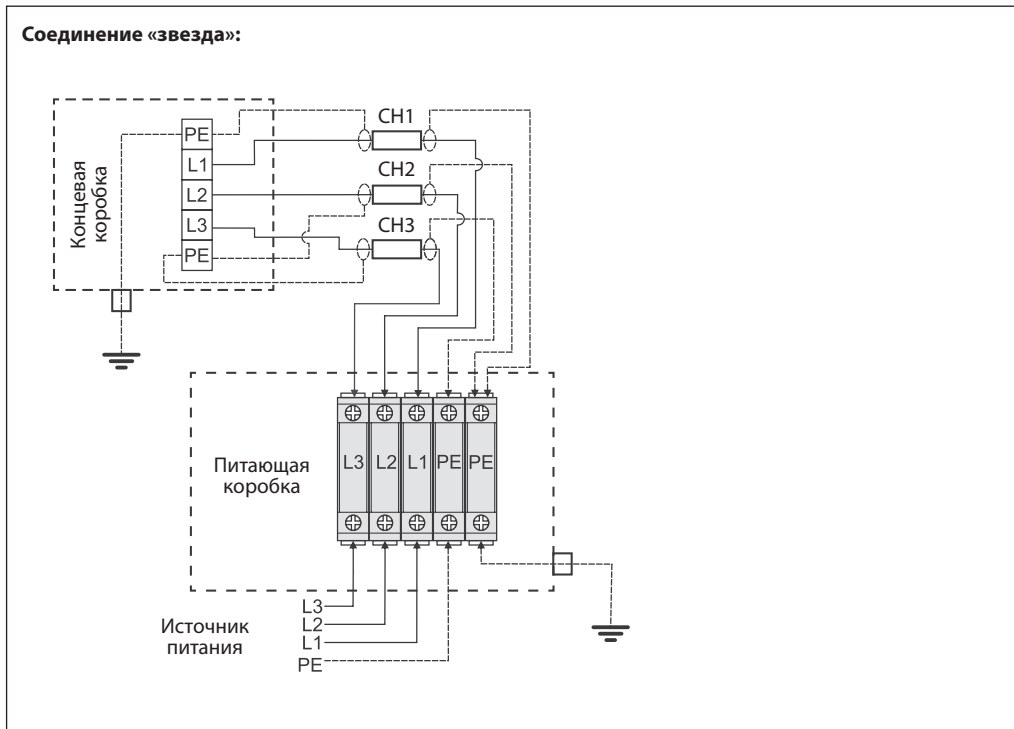 Соединение «звезда»:
CH1
CH2
CH3
Концевая
коробка
PE
L1
L2
L3
PE
Питающая
коробка
L3 L2 L1 PE PE
Источник
питания
L3
L2
L1
PE